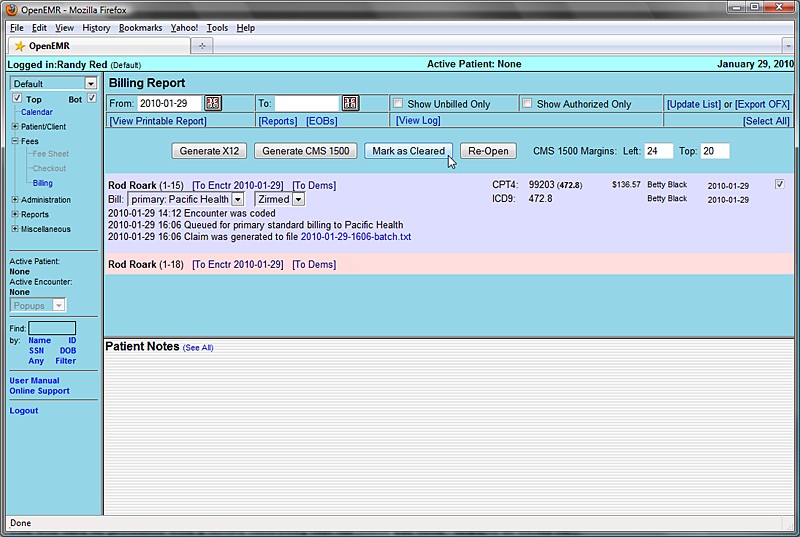 OpenEMR - Mozilla Firefox
File Edit View History Bookmarks Yahoo! Tools Help
OpenEMR
Logged in:Randy Red (Default) Active Patient: None January 29, 2010
Default
Top Bot
Calendar
Patient/Client
Fees
Fee Sheet
Checkout
Billing
Administration
Reports
Miscellaneous
Active Patient:
None
Active Encounter:
None
Popups
Find:
by: Name ID
SSN DOB
Any Filter
User Manual
Online Support
Logout
Billing Report
From: 2010-01-29 To: Show Unbilled Only Show Authorized Only [Update List] or [Export OFX]
[View Printable Report] [Reports] [EOBs] [View Log] [Select All]
Generate X12 Generate CMS 1500 Mark as Cleared Re-Open CMS 1500 Margins: Left: 24 Top: 20
Rod Roark (1-15) [To Enctr 2010-01-29] [To Dems] CPT4: 99203 (472.8) $136.57 Betty Black 2010-01-29
Bill: primary: Pacific Health Zirmed ICD9: 472.8 Betty Black 2010-01-29
2010-01-29 14:12 Encounter was coded
2010-01-29 16:06 Queued for primary standard billing to Pacific Health
2010-01-29 16:06 Claim was generated to file 2010-01-29-1606-batch.txt
Rod Roark (1-18) [To Enctr 2010-01-29] [To Dems]
Patient Notes (See All)
Done